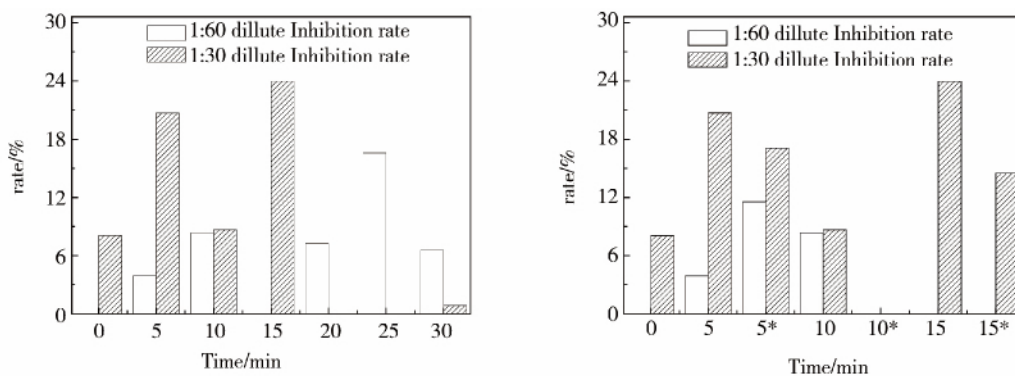 30
24
18
12
6
0
rate/%
1:60 dillute Inhibition rate
1:30 dillute Inhibition rate
0 5 10 15 20 25 30
Time/min
30
24
18
12
6
0
rate/%
1:60 dillute Inhibition rate
1:30 dillute Inhibition rate
0 5 5* 10 10* 15 15*
Time/min